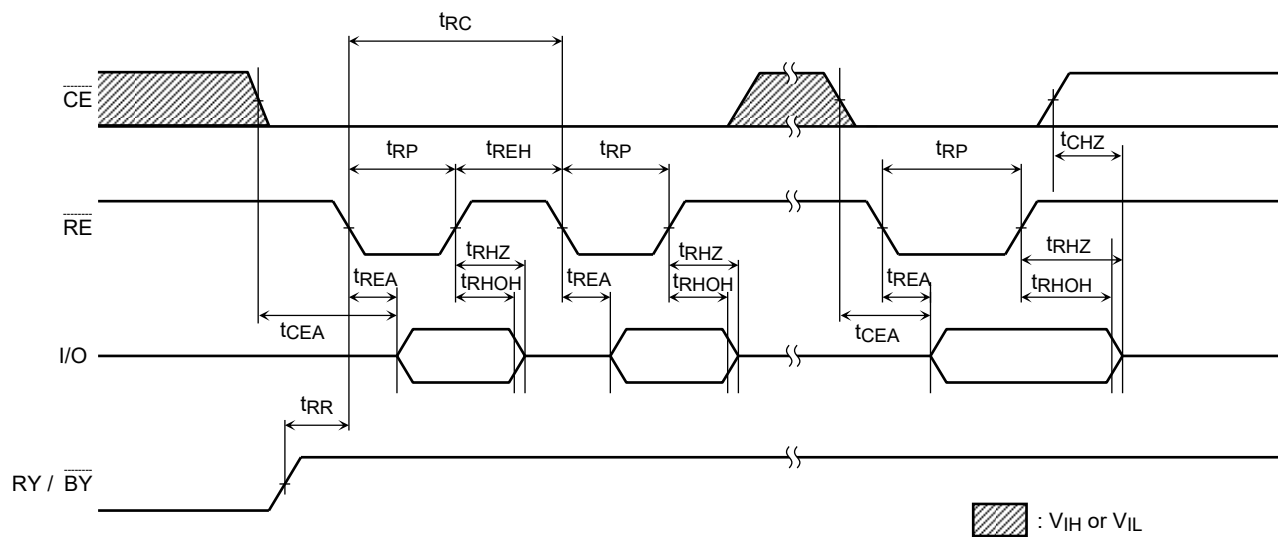 tRC
CE
tRP tREH tRP tRP tCHZ
RE
tRHZ tRHZ tRHZ
tREA tRHOH tREA tRHOH tREA tRHOH
tCEA tCEA
I/O
tRR
RY / BY
: VIH or VIL